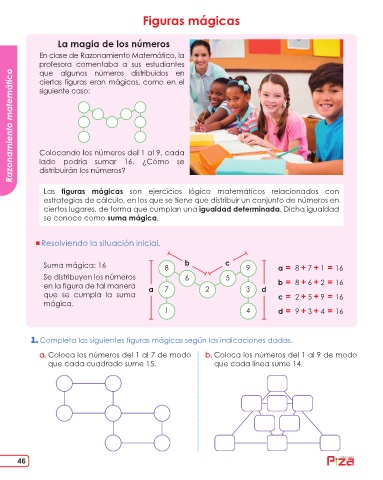 Figuras mágicas
La magia de los números
En clase de Razonamiento Matemático, la
profesora comentaba a sus estudiantes
que algunos números distribuidos en
ciertas figuras eran mágicos, como en el
siguiente caso:
Colocando los números del 1 al 9, cada
lado podría sumar 16. ¿Cómo se
distribuirán los números?
Razonamiento matemático
Las figuras mágicas son ejercicios lógico matemáticos relacionados con
estrategias de cálculo, en los que se tiene que distribuir un conjunto de números en
ciertos lugares, de forma que cumplan una igualdad determinada. Dicha igualdad
se conoce como suma mágica.
Resolviendo la situación inicial.
Suma mágica: 16
Se distribuyen los números
en la figura de tal manera
que se cumpla la suma
mágica.
b c
8 9
6 5
a 7 2 3 d
1 4
a = 8 + 7 + 1 = 16
b = 8 + 6 + 2 = 16
c = 2 + 5 + 9 = 16
d = 9 + 3 + 4 = 16
1. Completa las siguientes figuras mágicas según las indicaciones dadas.
a. Coloca los números del 1 al 7 de modo
que cada cuadrado sume 15.
b. Coloca los números del 1 al 9 de modo
que cada línea sume 14.
46
Piza